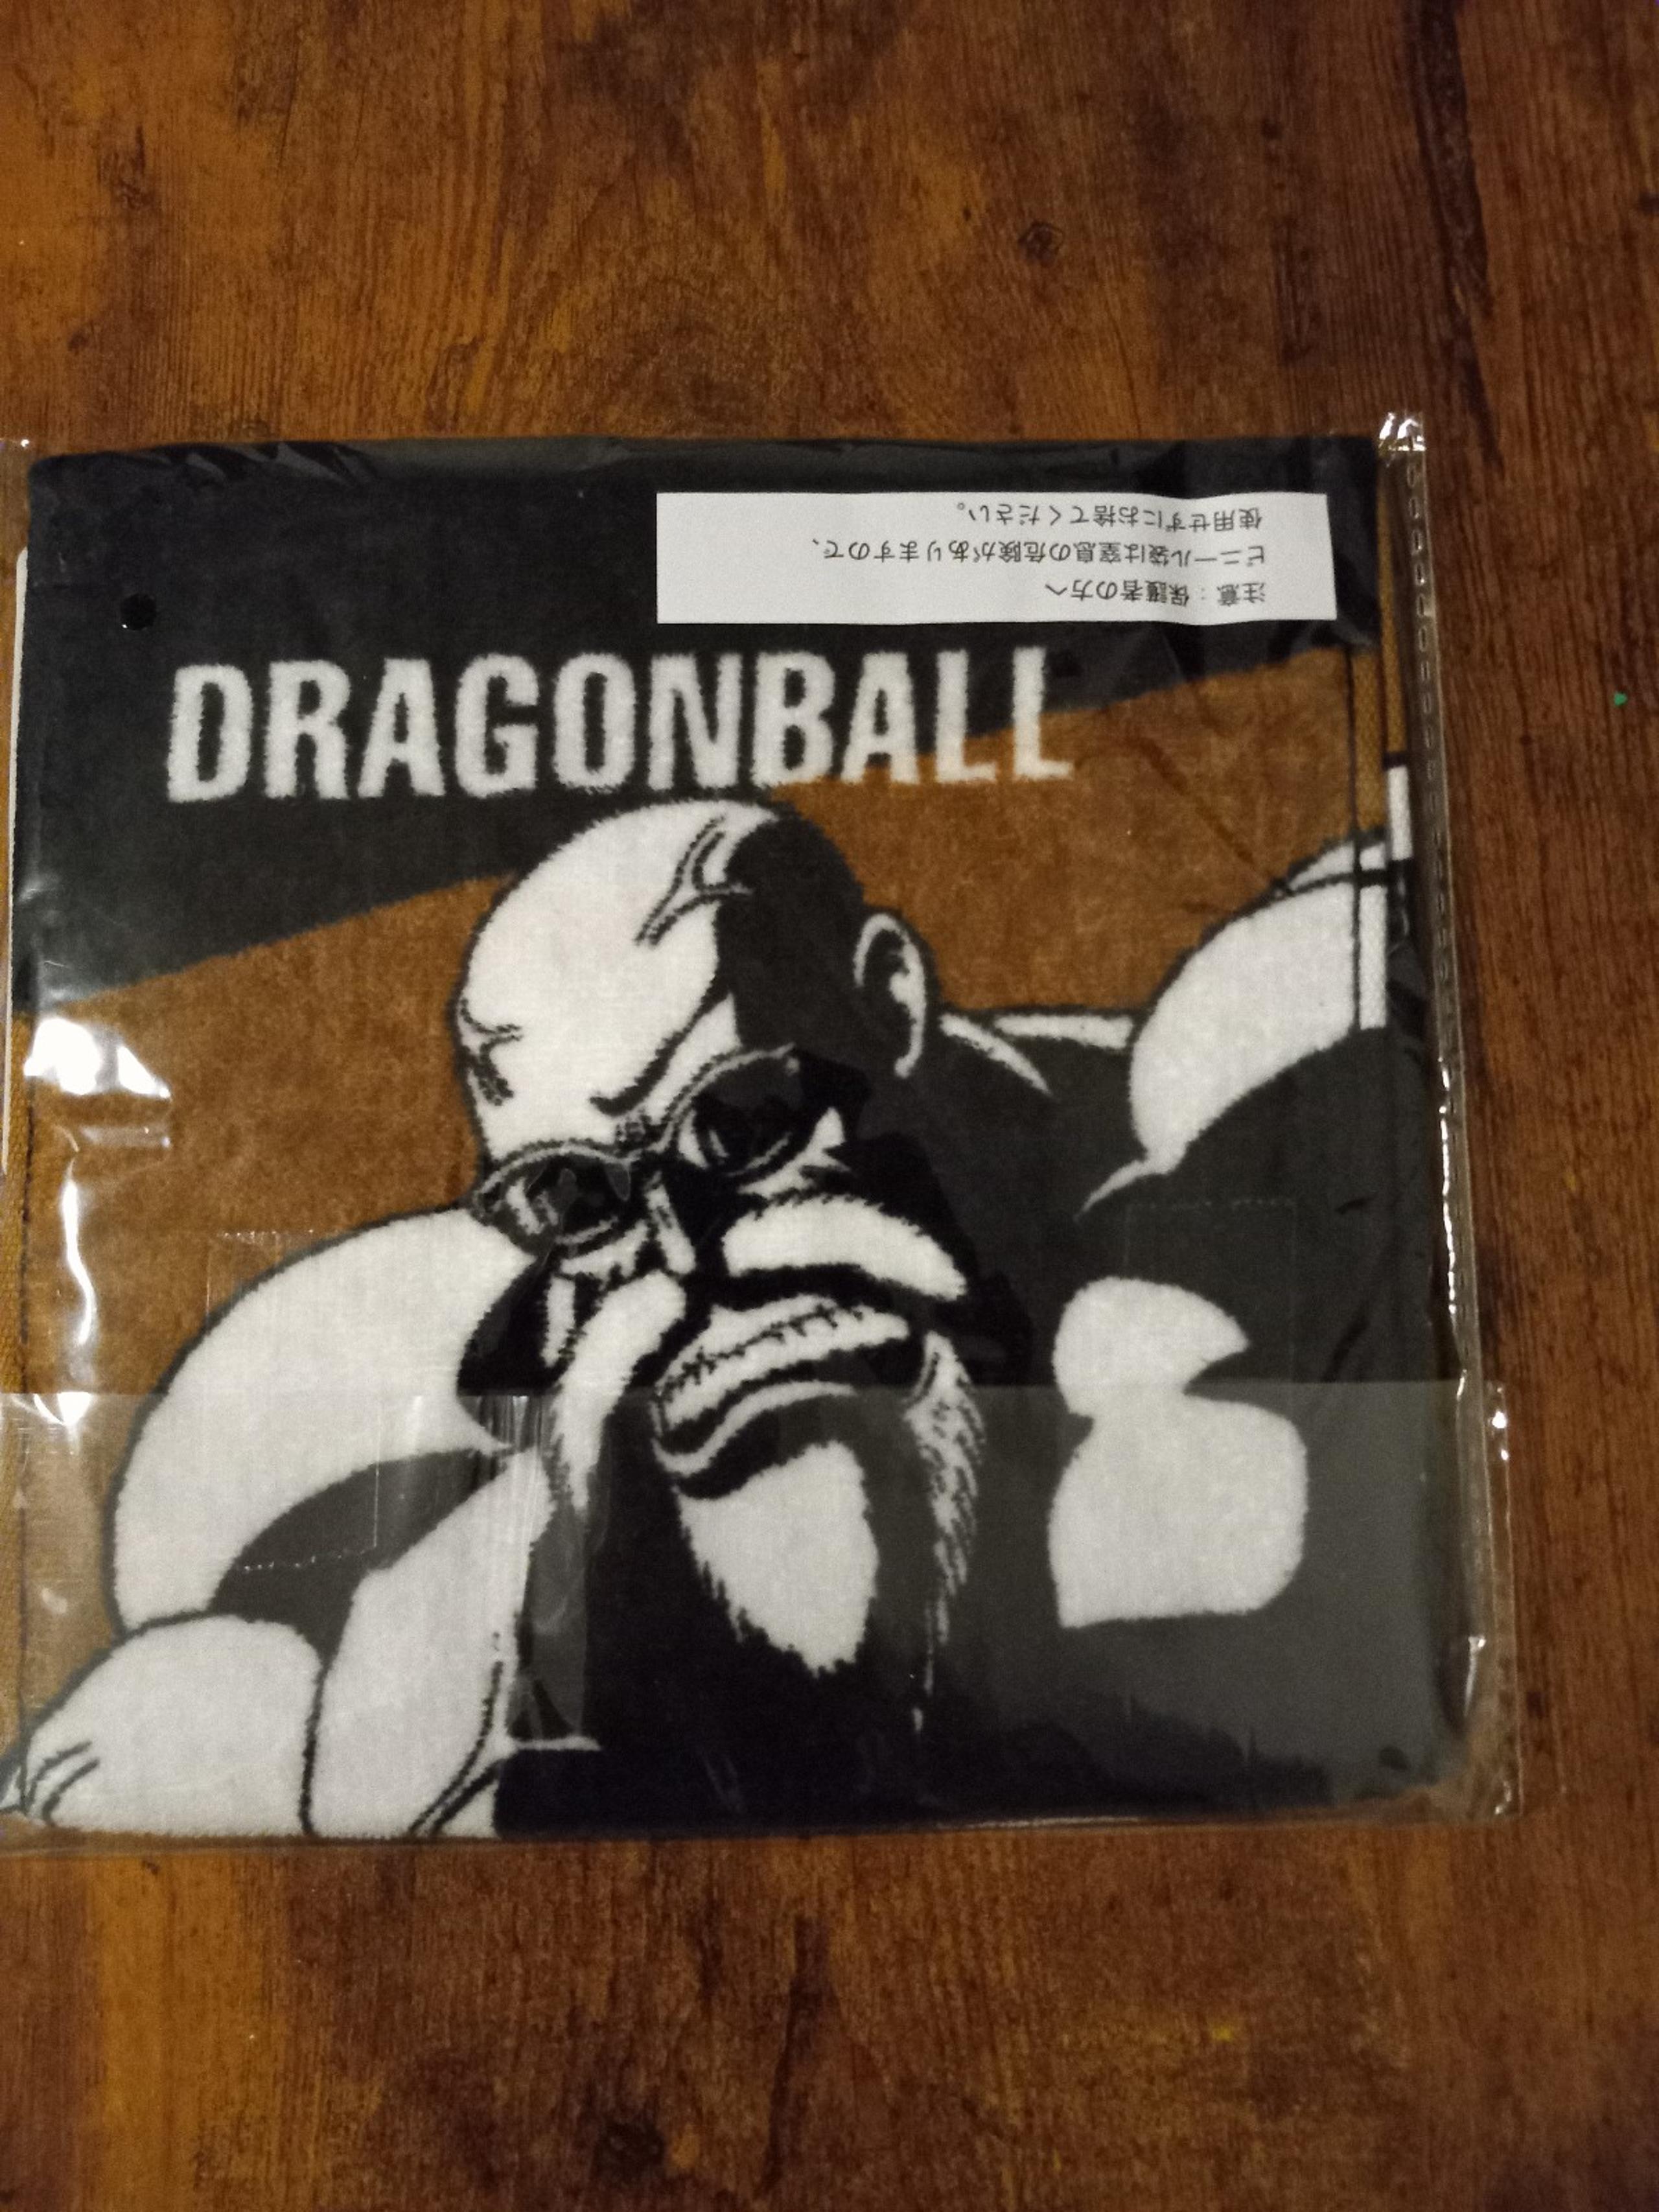 注意：保護者の方へ
ビニール袋は窒息の危険がありますので、
使用せずにお捨てください。
DRAGONBALL